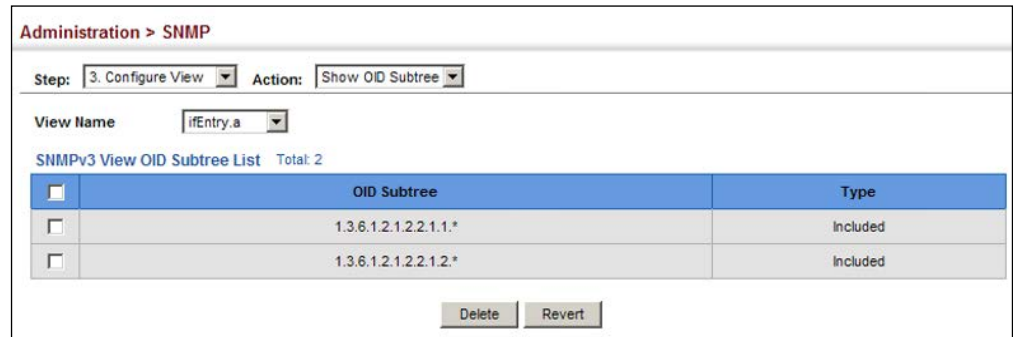 Administration > SNMP
Step: 3. Configure View Action: Show OID Subtree
View Name ifEntry.a
SNMPv3 View OID Subtree List Total: 2
OID Subtree Type
1.3.6.1.2.1.2.2.1.1.* Included
1.3.6.1.2.1.2.2.1.2.* Included
Delete Revert